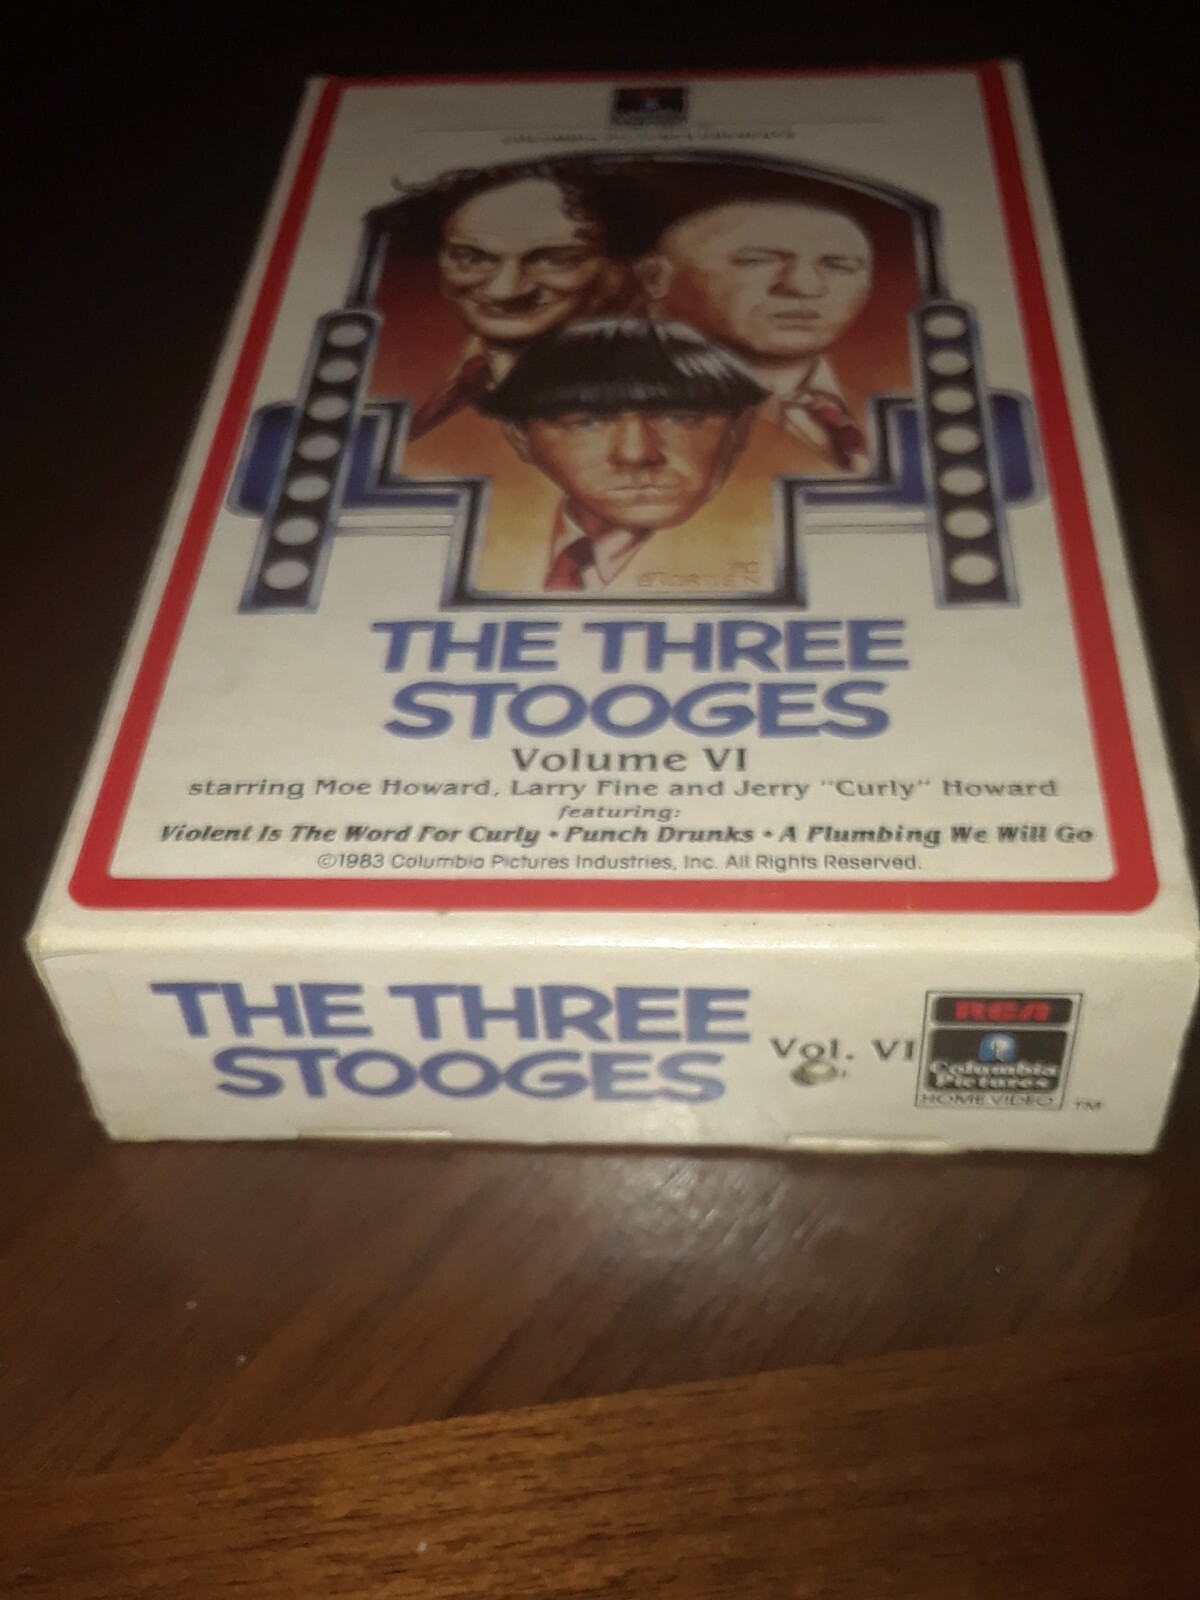 THE THREE
STOOGES
Volume VI
starring Moe Howard, Larry Fine and Jerry "Curly" Howard
featuring:
Violent Is The Word For Curly • Punch Drunks • A Plumbing We Will Go
©1983 Columbia Pictures Industries, Inc. All Rights Reserved.
THE THREE
STOOGES
Vol. VI
RCA
Columbia
Pictures
HOME VIDEO
TM